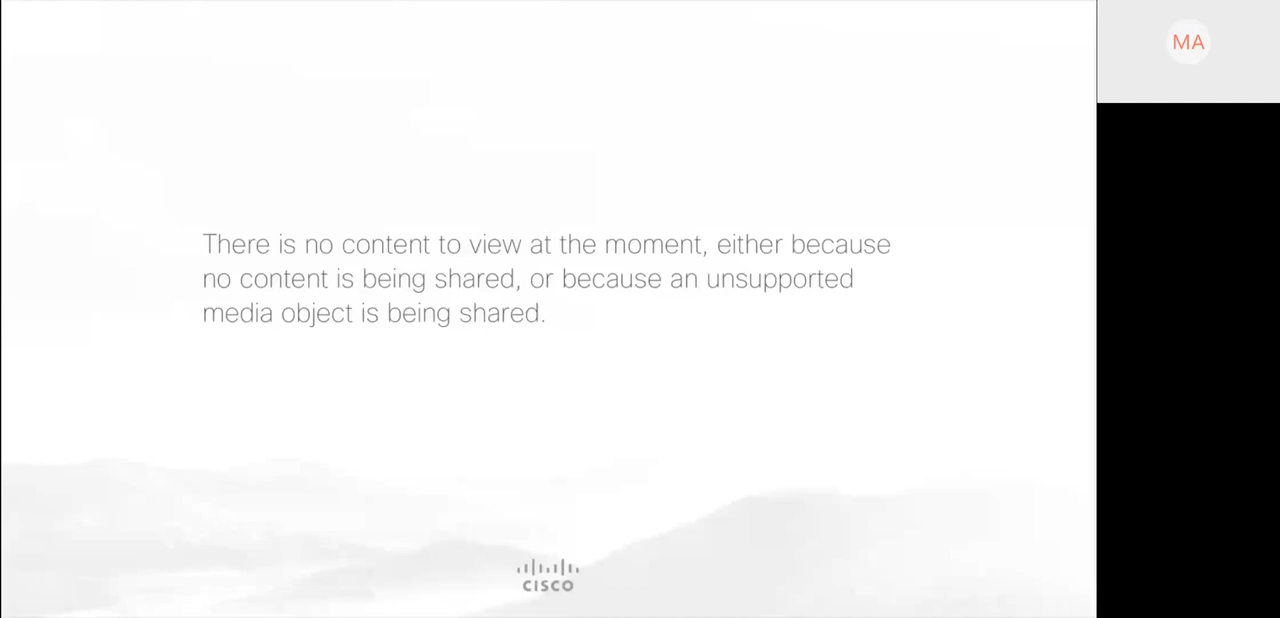 There is no content to view at the moment, either because
no content is being shared, or because an unsupported
media object is being shared.
CISCO
MA